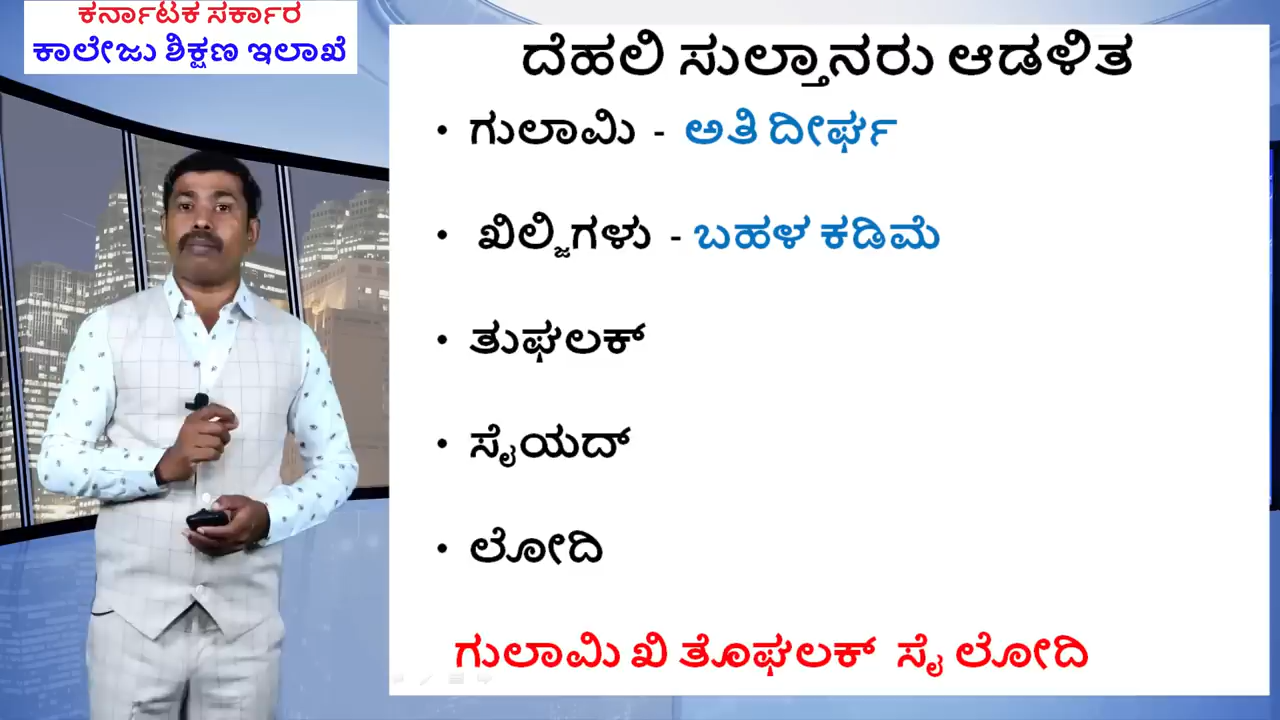 ಕರ್ನಾಟಕ ಸರ್ಕಾರ
ಕಾಲೇಜು ಶಿಕ್ಷಣ ಇಲಾಖೆ
ದೆಹಲಿ ಸುಲ್ತಾನರು ಆಡಳಿತ
• ಗುಲಾಮಿ - ಅತಿ ದೀರ್ಘ
• ಖಿಲ್ಜಿಗಳು - ಬಹಳ ಕಡಿಮೆ
• ತುಘಲಕ್
• ಸೈಯದ್
• ಲೋದಿ
ಗುಲಾಮಿ ಖಿ ತೊಘಲಕ್ ಸೈ ಲೋದಿ